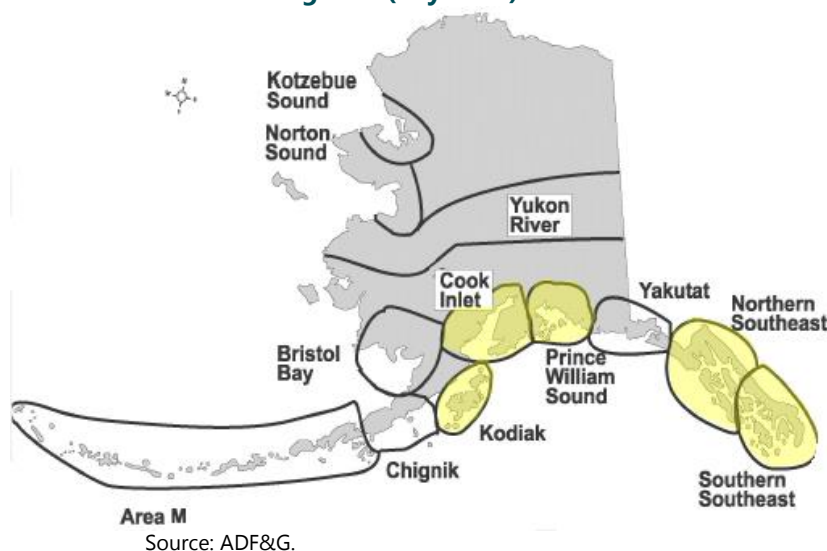 Kotzebue
Sound
Norton
Sound
Yukon
River
Cook
Inlet
Yakutat
Northern
Southeast
Bristol
Bay
Prince
William
Sound
Kodiak
Chignik
Southern
Southeast
Area M
Source: ADF&G.